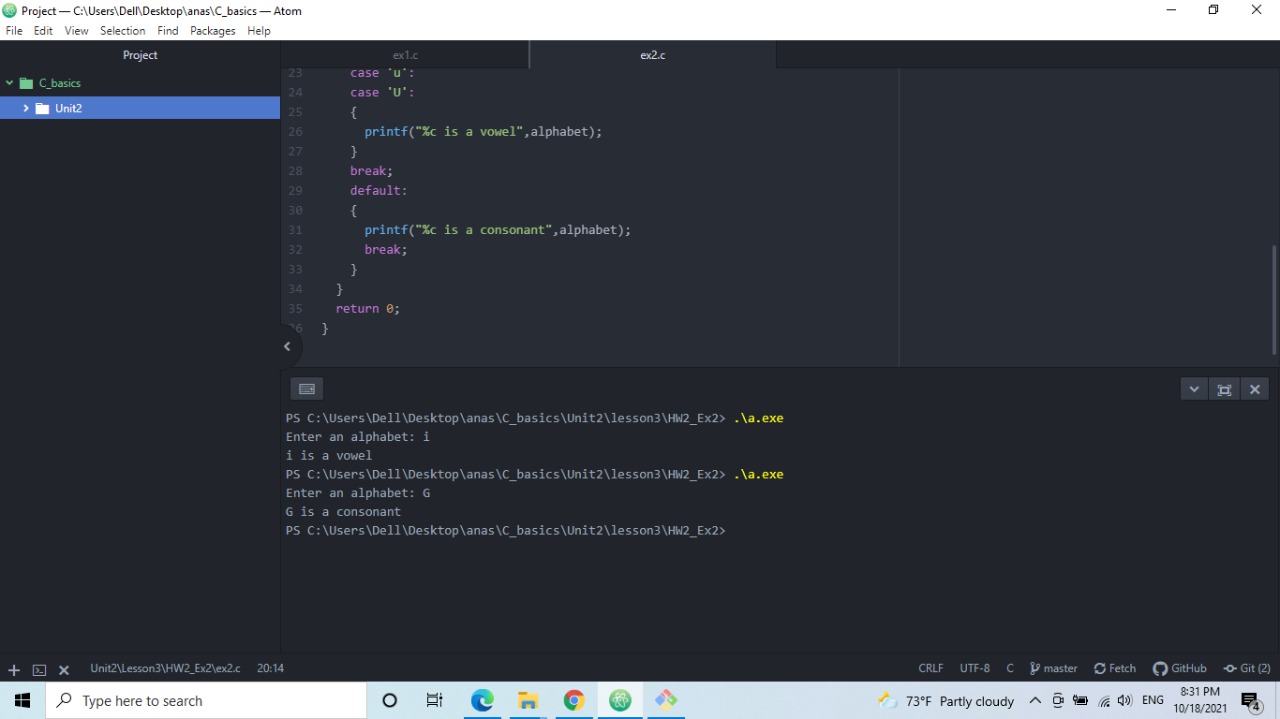 Project — C:\Users\Dell\Desktop\anas\C_basics — Atom
File Edit View Selection Find Packages Help
Project
ex1.c
ex2.c
C_basics
Unit2
23 case 'u':
24 case 'U':
25 {
26 printf("%c is a vowel",alphabet);
27 }
28 break;
29 default:
30 {
31 printf("%c is a consonant",alphabet);
32 break;
33 }
34 }
35 return 0;
36 }
PS C:\Users\Dell\Desktop\anas\C_basics\Unit2\lesson3\HW2_Ex2> .\a.exe
Enter an alphabet: i
i is a vowel
PS C:\Users\Dell\Desktop\anas\C_basics\Unit2\lesson3\HW2_Ex2> .\a.exe
Enter an alphabet: G
G is a consonant
PS C:\Users\Dell\Desktop\anas\C_basics\Unit2\lesson3\HW2_Ex2>
Unit2\Lesson3\HW2_Ex2\ex2.c 20:14
CRLF UTF-8 C master Fetch GitHub Git (2)
Type here to search
73°F Partly cloudy
ENG
8:31 PM
10/18/2021
4